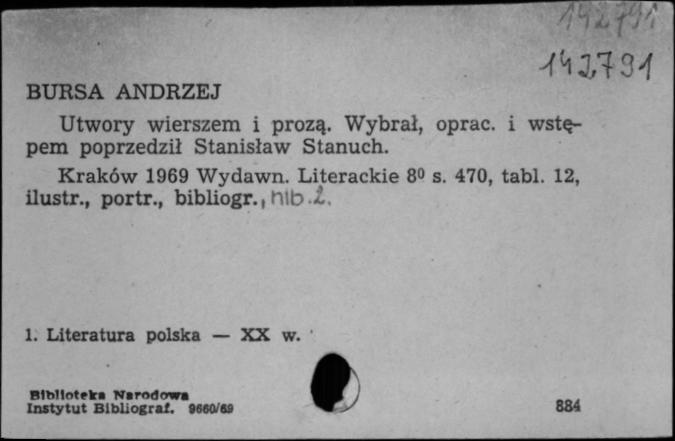 142791
142791
BURSA ANDRZEJ
Utwory wierszem i prozą. Wybrał, oprac. i wstę-
pem poprzedził Stanisław Stanuch.
Kraków 1969 Wydawn. Literackie 8⁰ s. 470, tabl. 12,
ilustr., portr., bibliogr., nlb.2.
1. Literatura polska — XX w.
Biblioteka Narodowa
Instytut Bibliograf. 9660/69
884